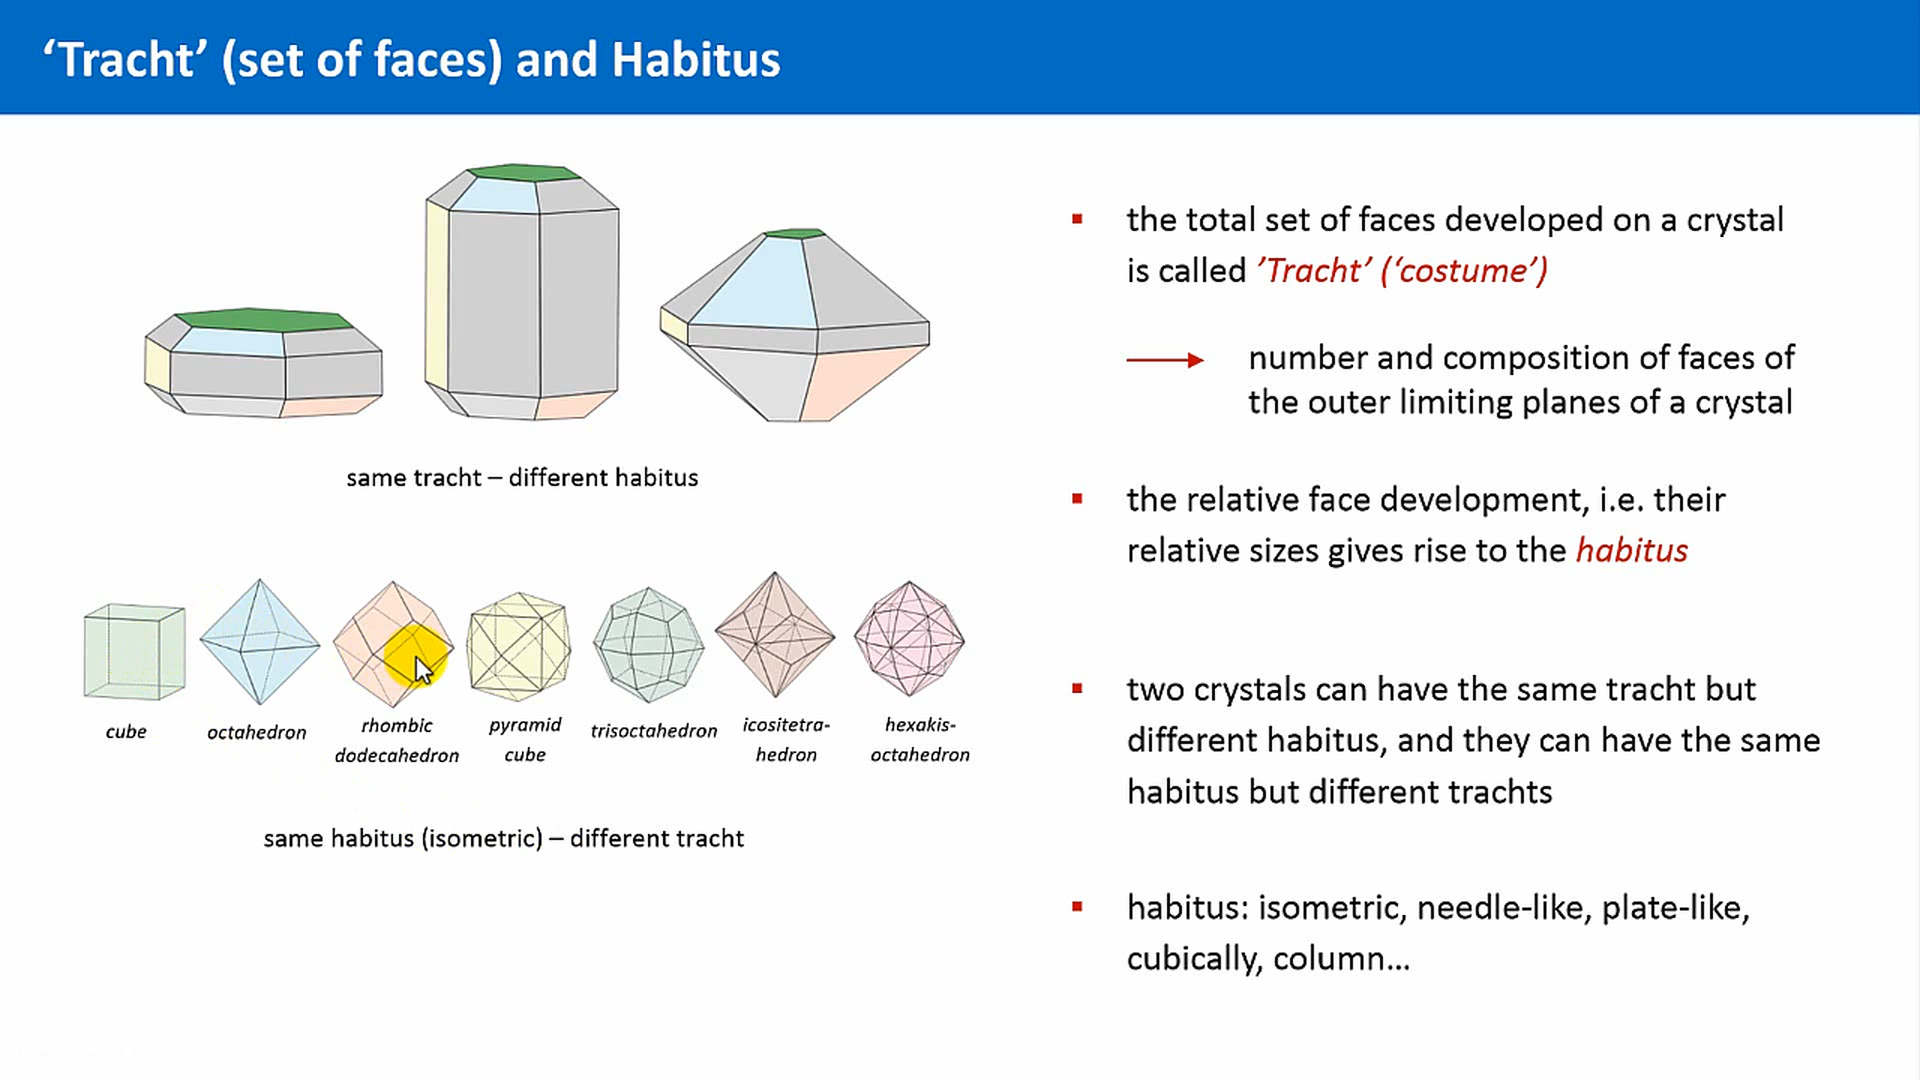 ‘Tracht’ (set of faces) and Habitus
same tracht – different habitus
cube
octahedron
rhombic
dodecahedron
pyramid
cube
trisoctahedron
icositetra-
hedron
hexakis-
octahedron
same habitus (isometric) – different tracht
▪ the total set of faces developed on a crystal
is called ’Tracht’ (‘costume’)
number and composition of faces of
the outer limiting planes of a crystal
▪ the relative face development, i.e. their
relative sizes gives rise to the habitus
▪ two crystals can have the same tracht but
different habitus, and they can have the same
habitus but different trachts
▪ habitus: isometric, needle-like, plate-like,
cubically, column...